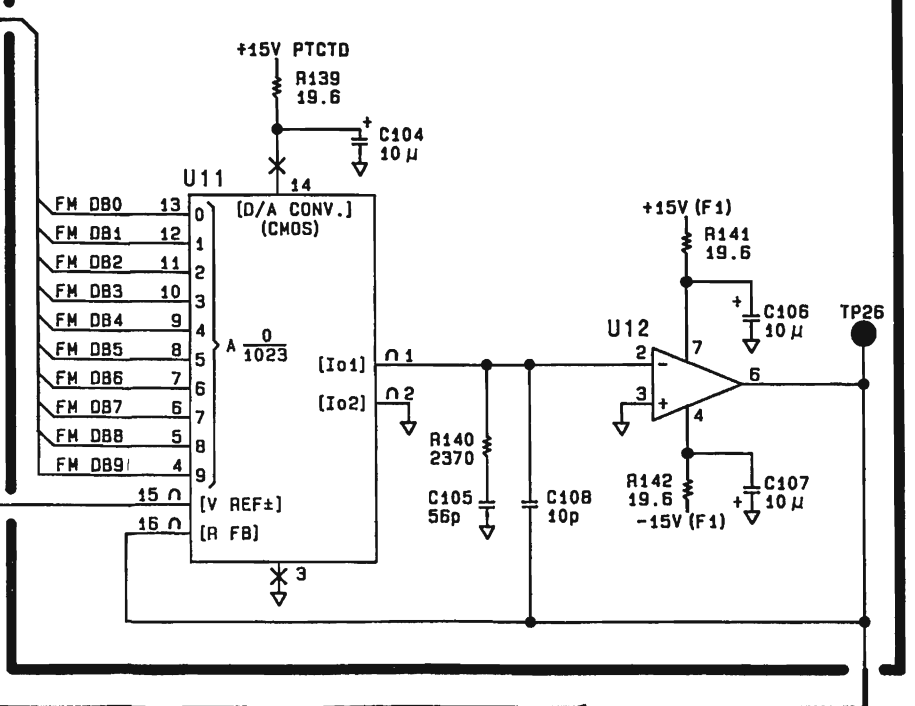 +15V PTCTD
R139
19.6
+
C104
10µ
U11
14
[D/A CONV.]
(CMOS)
FM DB0 13 0
FM DB1 12 1
FM DB2 11 2
FM DB3 10 3
FM DB4 9 4
FM DB5 8 5
FM DB6 7 6
FM DB7 6 7
FM DB8 5 8
FM DB9 4 9
A 0
1023
[Io1] ∩ 1
[Io2] ∩ 2
15 ∩ [V REF±]
16 ∩ [R FB]
3
R140
2370
C105
56p
C108
10p
+15V (F1)
R141
19.6
+
C106
10µ
U12
7
2 -
3 +
6
4
TP26
R142
19.6
-15V (F1)
+
C107
10µ